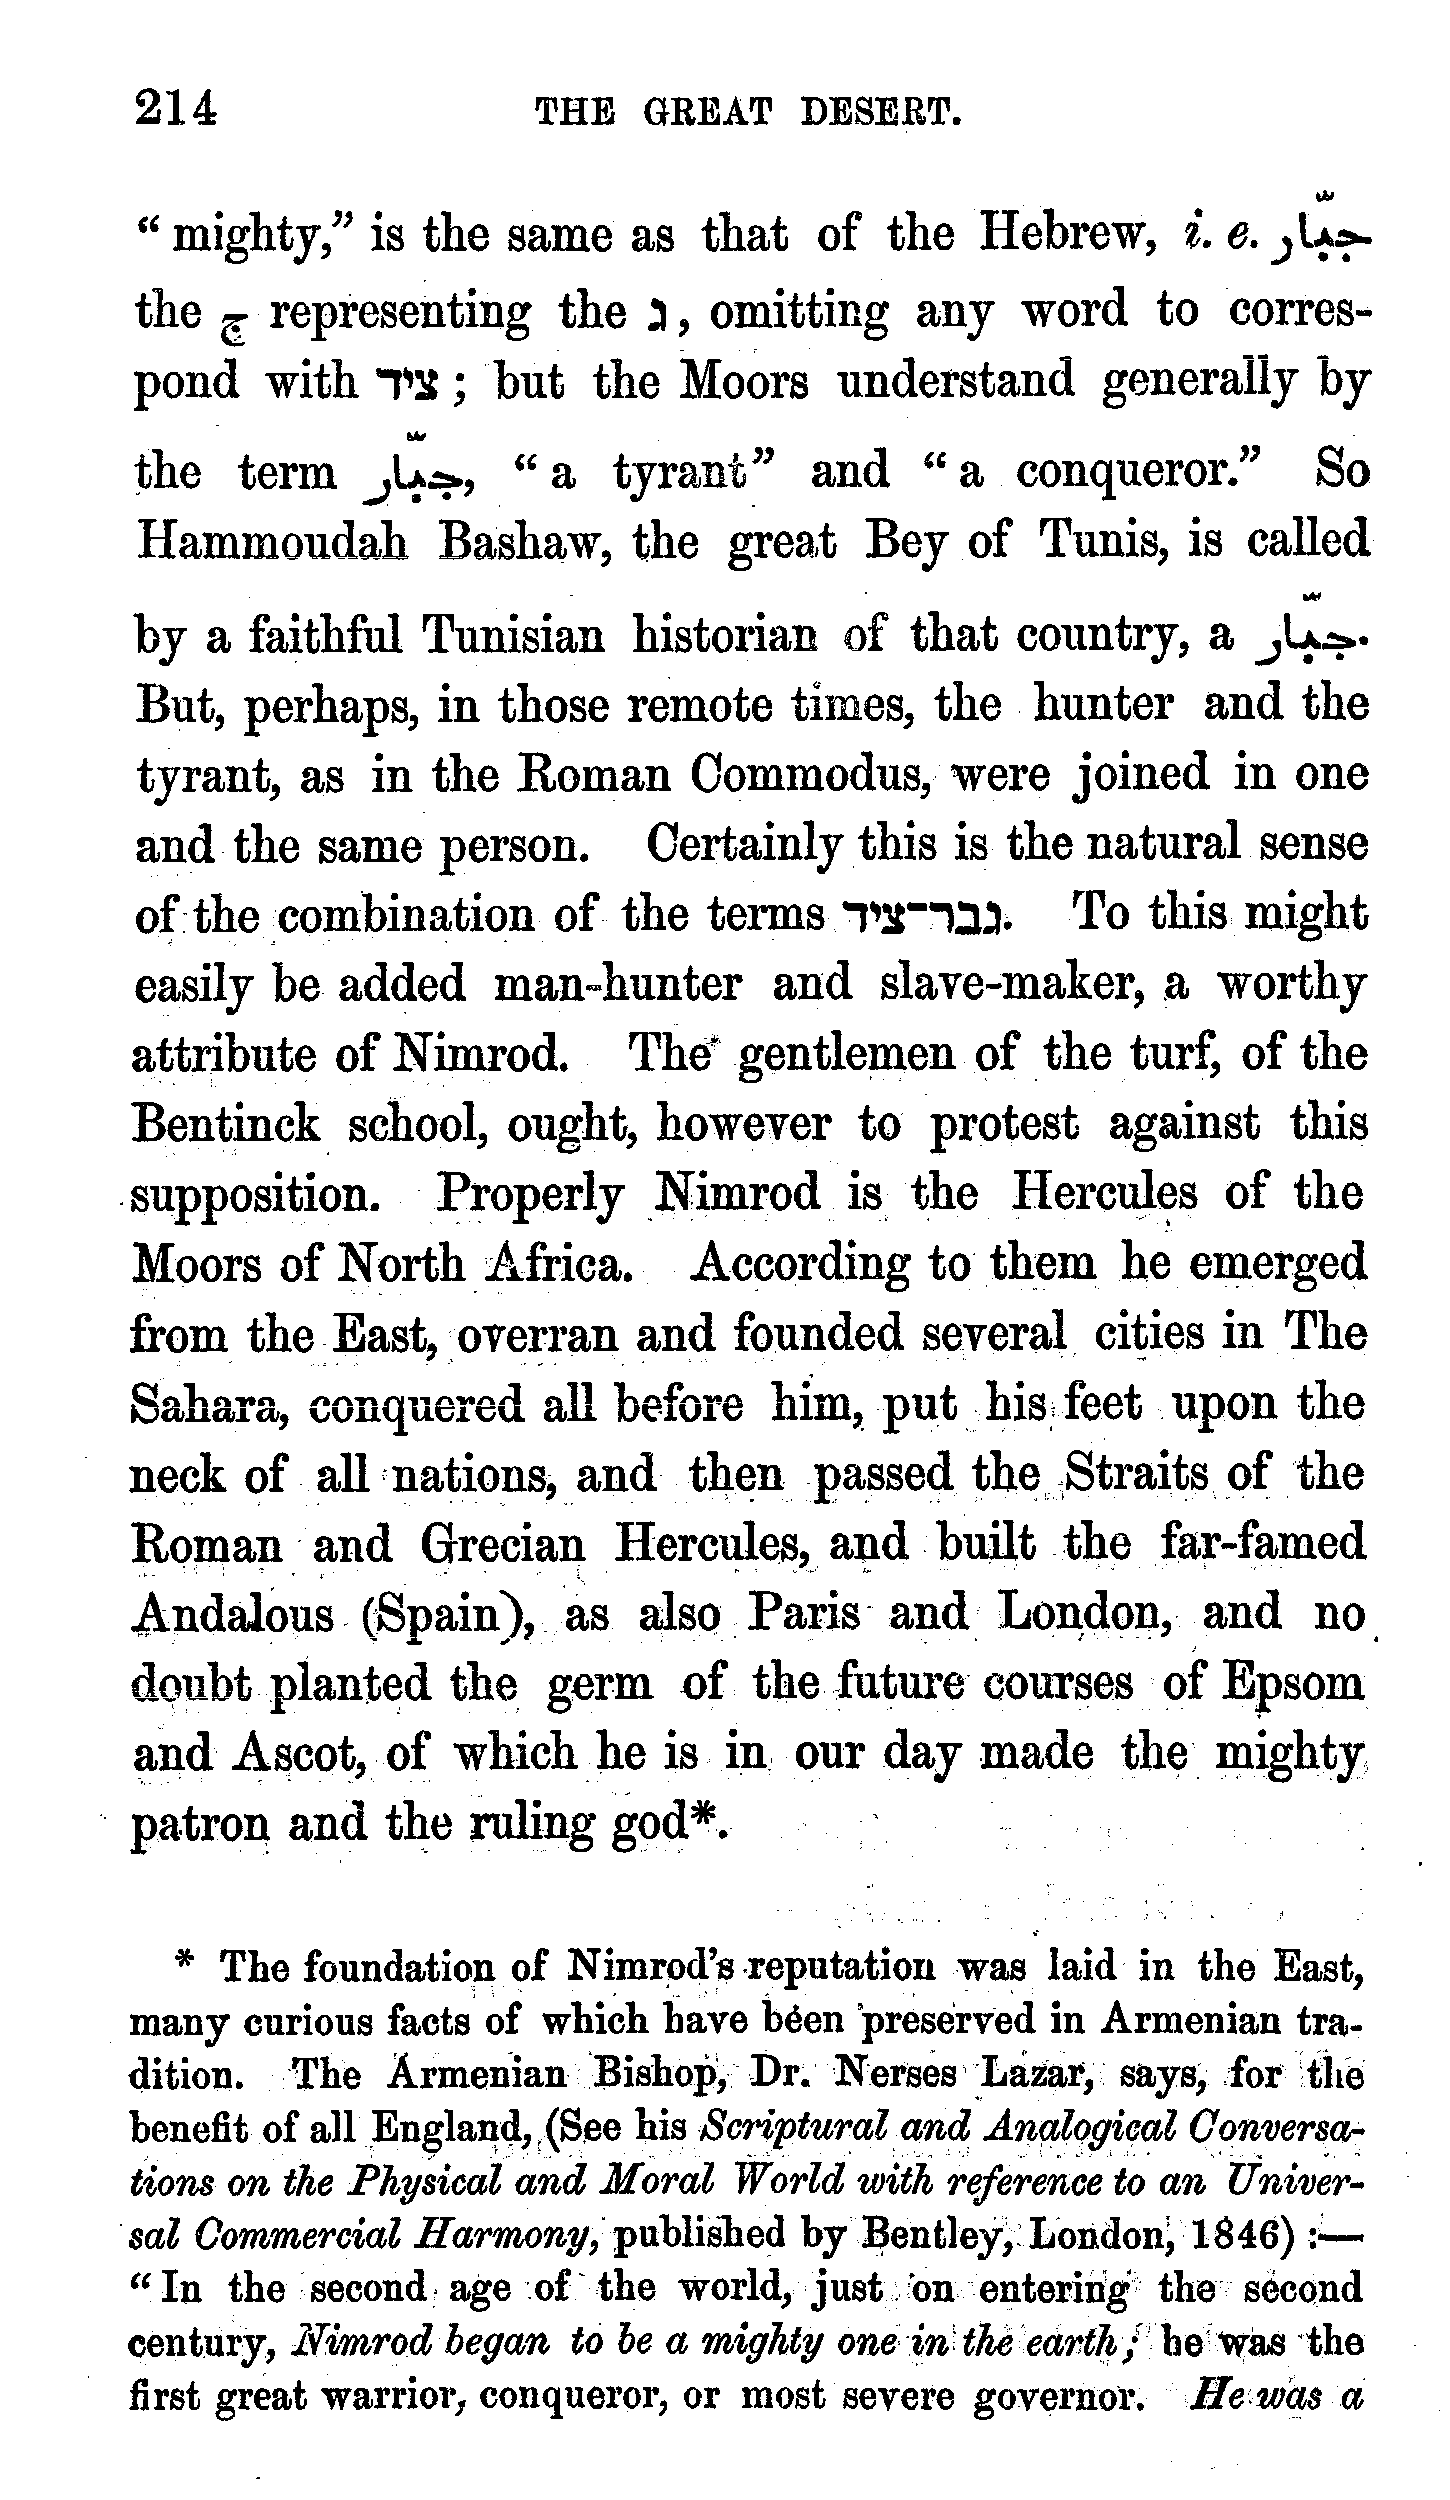 214 THE GREAT DESERT.
“mighty,” is the same as that of the Hebrew, i. e. جبّار
the ج representing the ג, omitting any word to corres-
pond with ציד; but the Moors understand generally by
the term جبّار, “a tyrant” and “a conqueror.” So
Hammoudah Bashaw, the great Bey of Tunis, is called
by a faithful Tunisian historian of that country, a جبّار.
But, perhaps, in those remote times, the hunter and the
tyrant, as in the Roman Commodus, were joined in one
and the same person. Certainly this is the natural sense
of the combination of the terms גבר־ציד. To this might
easily be added man-hunter and slave-maker, a worthy
attribute of Nimrod. The gentlemen of the turf, of the
Bentinck school, ought, however to protest against this
supposition. Properly Nimrod is the Hercules of the
Moors of North Africa. According to them he emerged
from the East, overran and founded several cities in The
Sahara, conquered all before him, put his feet upon the
neck of all nations, and then passed the Straits of the
Roman and Grecian Hercules, and built the far-famed
Andalous (Spain), as also Paris and London, and no
doubt planted the germ of the future courses of Epsom
and Ascot, of which he is in our day made the mighty
patron and the ruling god*.
* The foundation of Nimrod's reputation was laid in the East,
many curious facts of which have been preserved in Armenian tra-
dition. The Armenian Bishop, Dr. Nerses Lazar, says, for the
benefit of all England, (See his Scriptural and Analogical Conversa-
tions on the Physical and Moral World with reference to an Univer-
sal Commercial Harmony, published by Bentley, London, 1846) :—
“In the second age of the world, just on entering the second
century, Nimrod began to be a mighty one in the earth; he was the
first great warrior, conqueror, or most severe governor. He was a